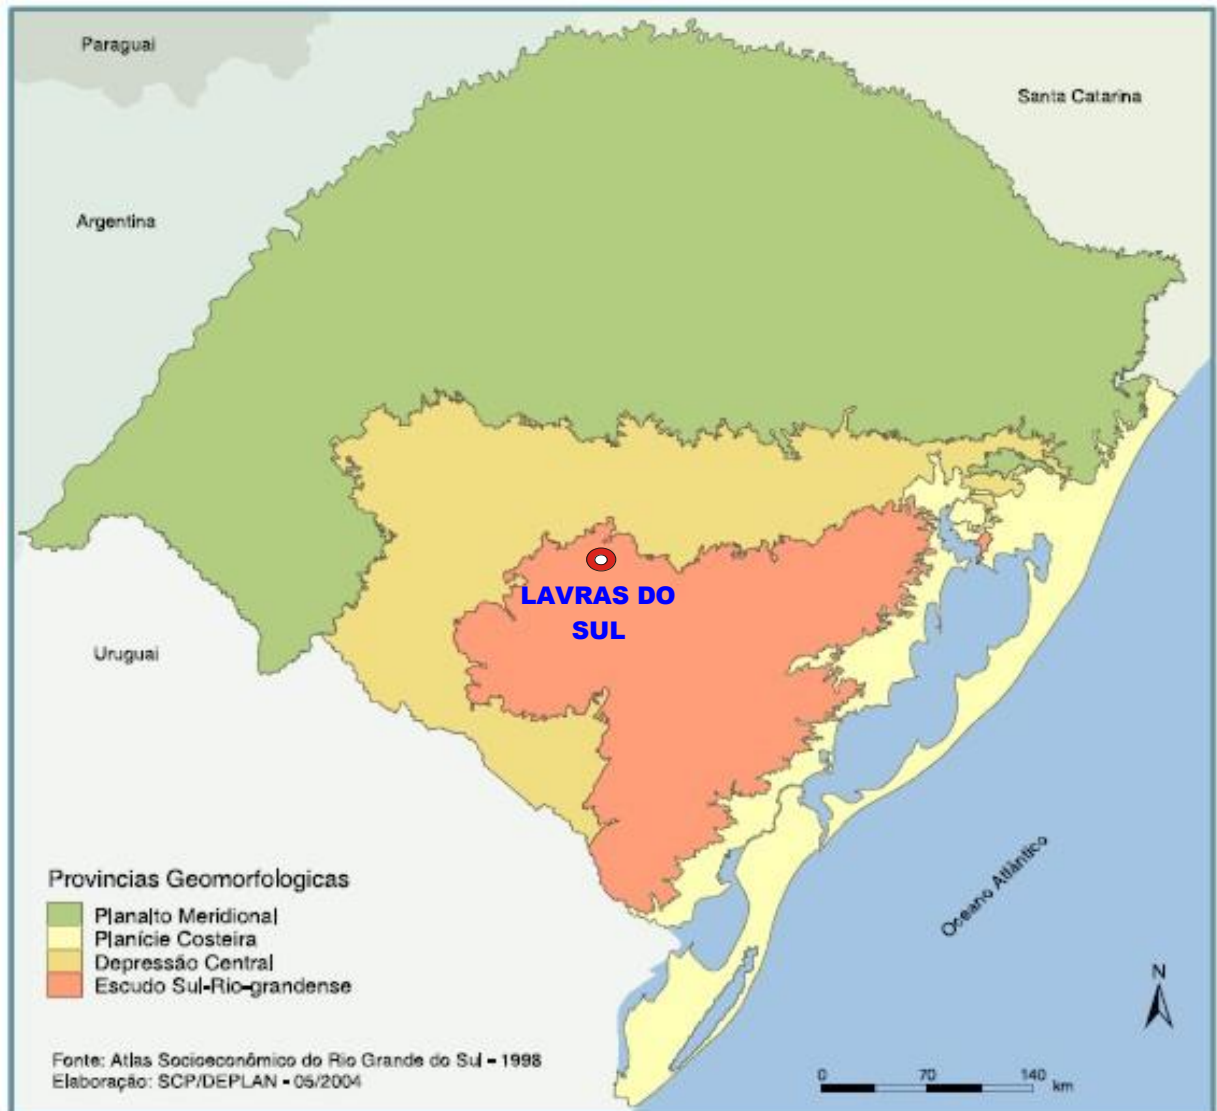 Paraguai
Santa Catarina
Argentina
LAVRAS DO
SUL
Uruguai
Oceano Atlântico
Provincias Geomorfologicas
Planalto Meridional
Planície Costeira
Depressão Central
Escudo Sul-Rio-grandense
N
Fonte: Atlas Socioeconômico do Rio Grande do Sul - 1998
Elaboração: SCP/DEPLAN - 05/2004
0 70 140 km